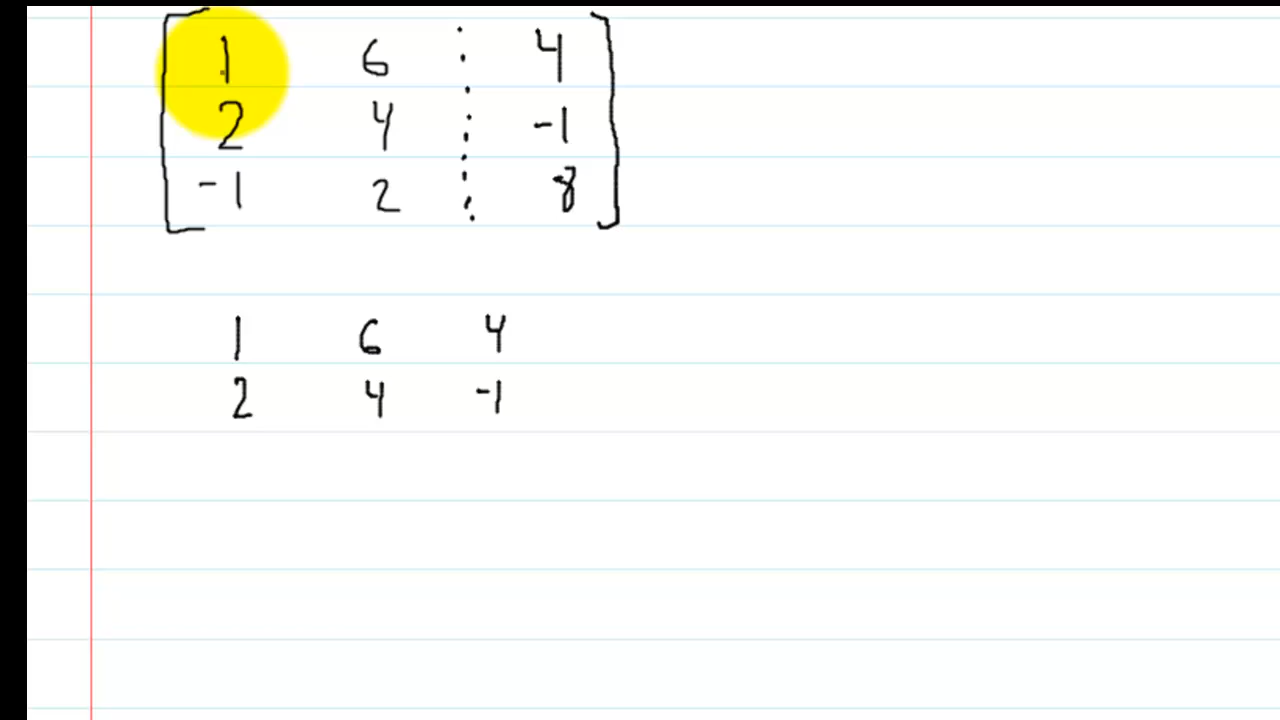 1 6 ⋮ 4
2 4 ⋮ -1
-1 2 ⋮ 8
1 6 4
2 4 -1